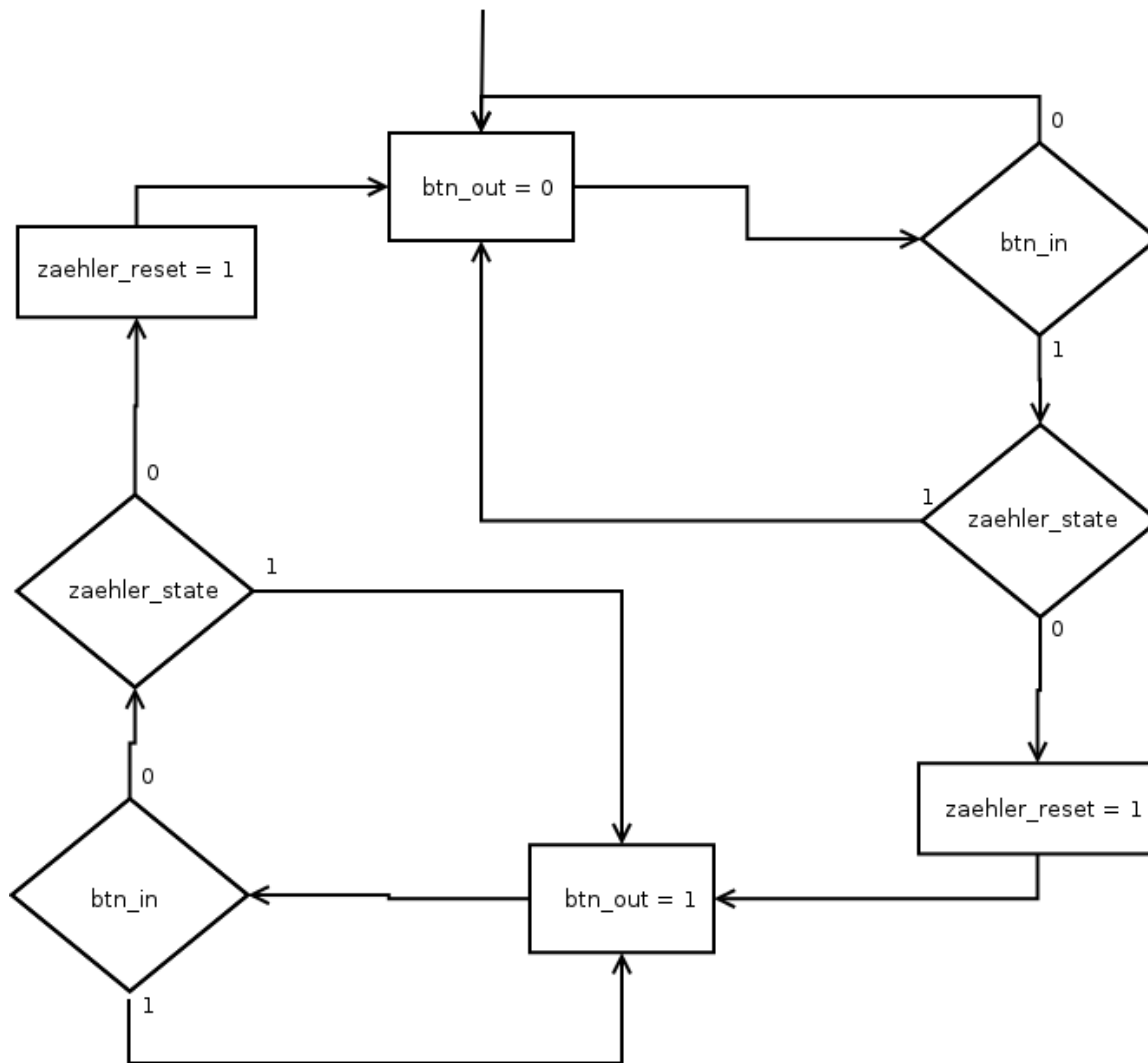 0
btn_out = 0
btn_in
zaehler_reset = 1
1
0
1
zaehler_state
1
zaehler_state
0
0
zaehler_reset = 1
btn_in
btn_out = 1
1